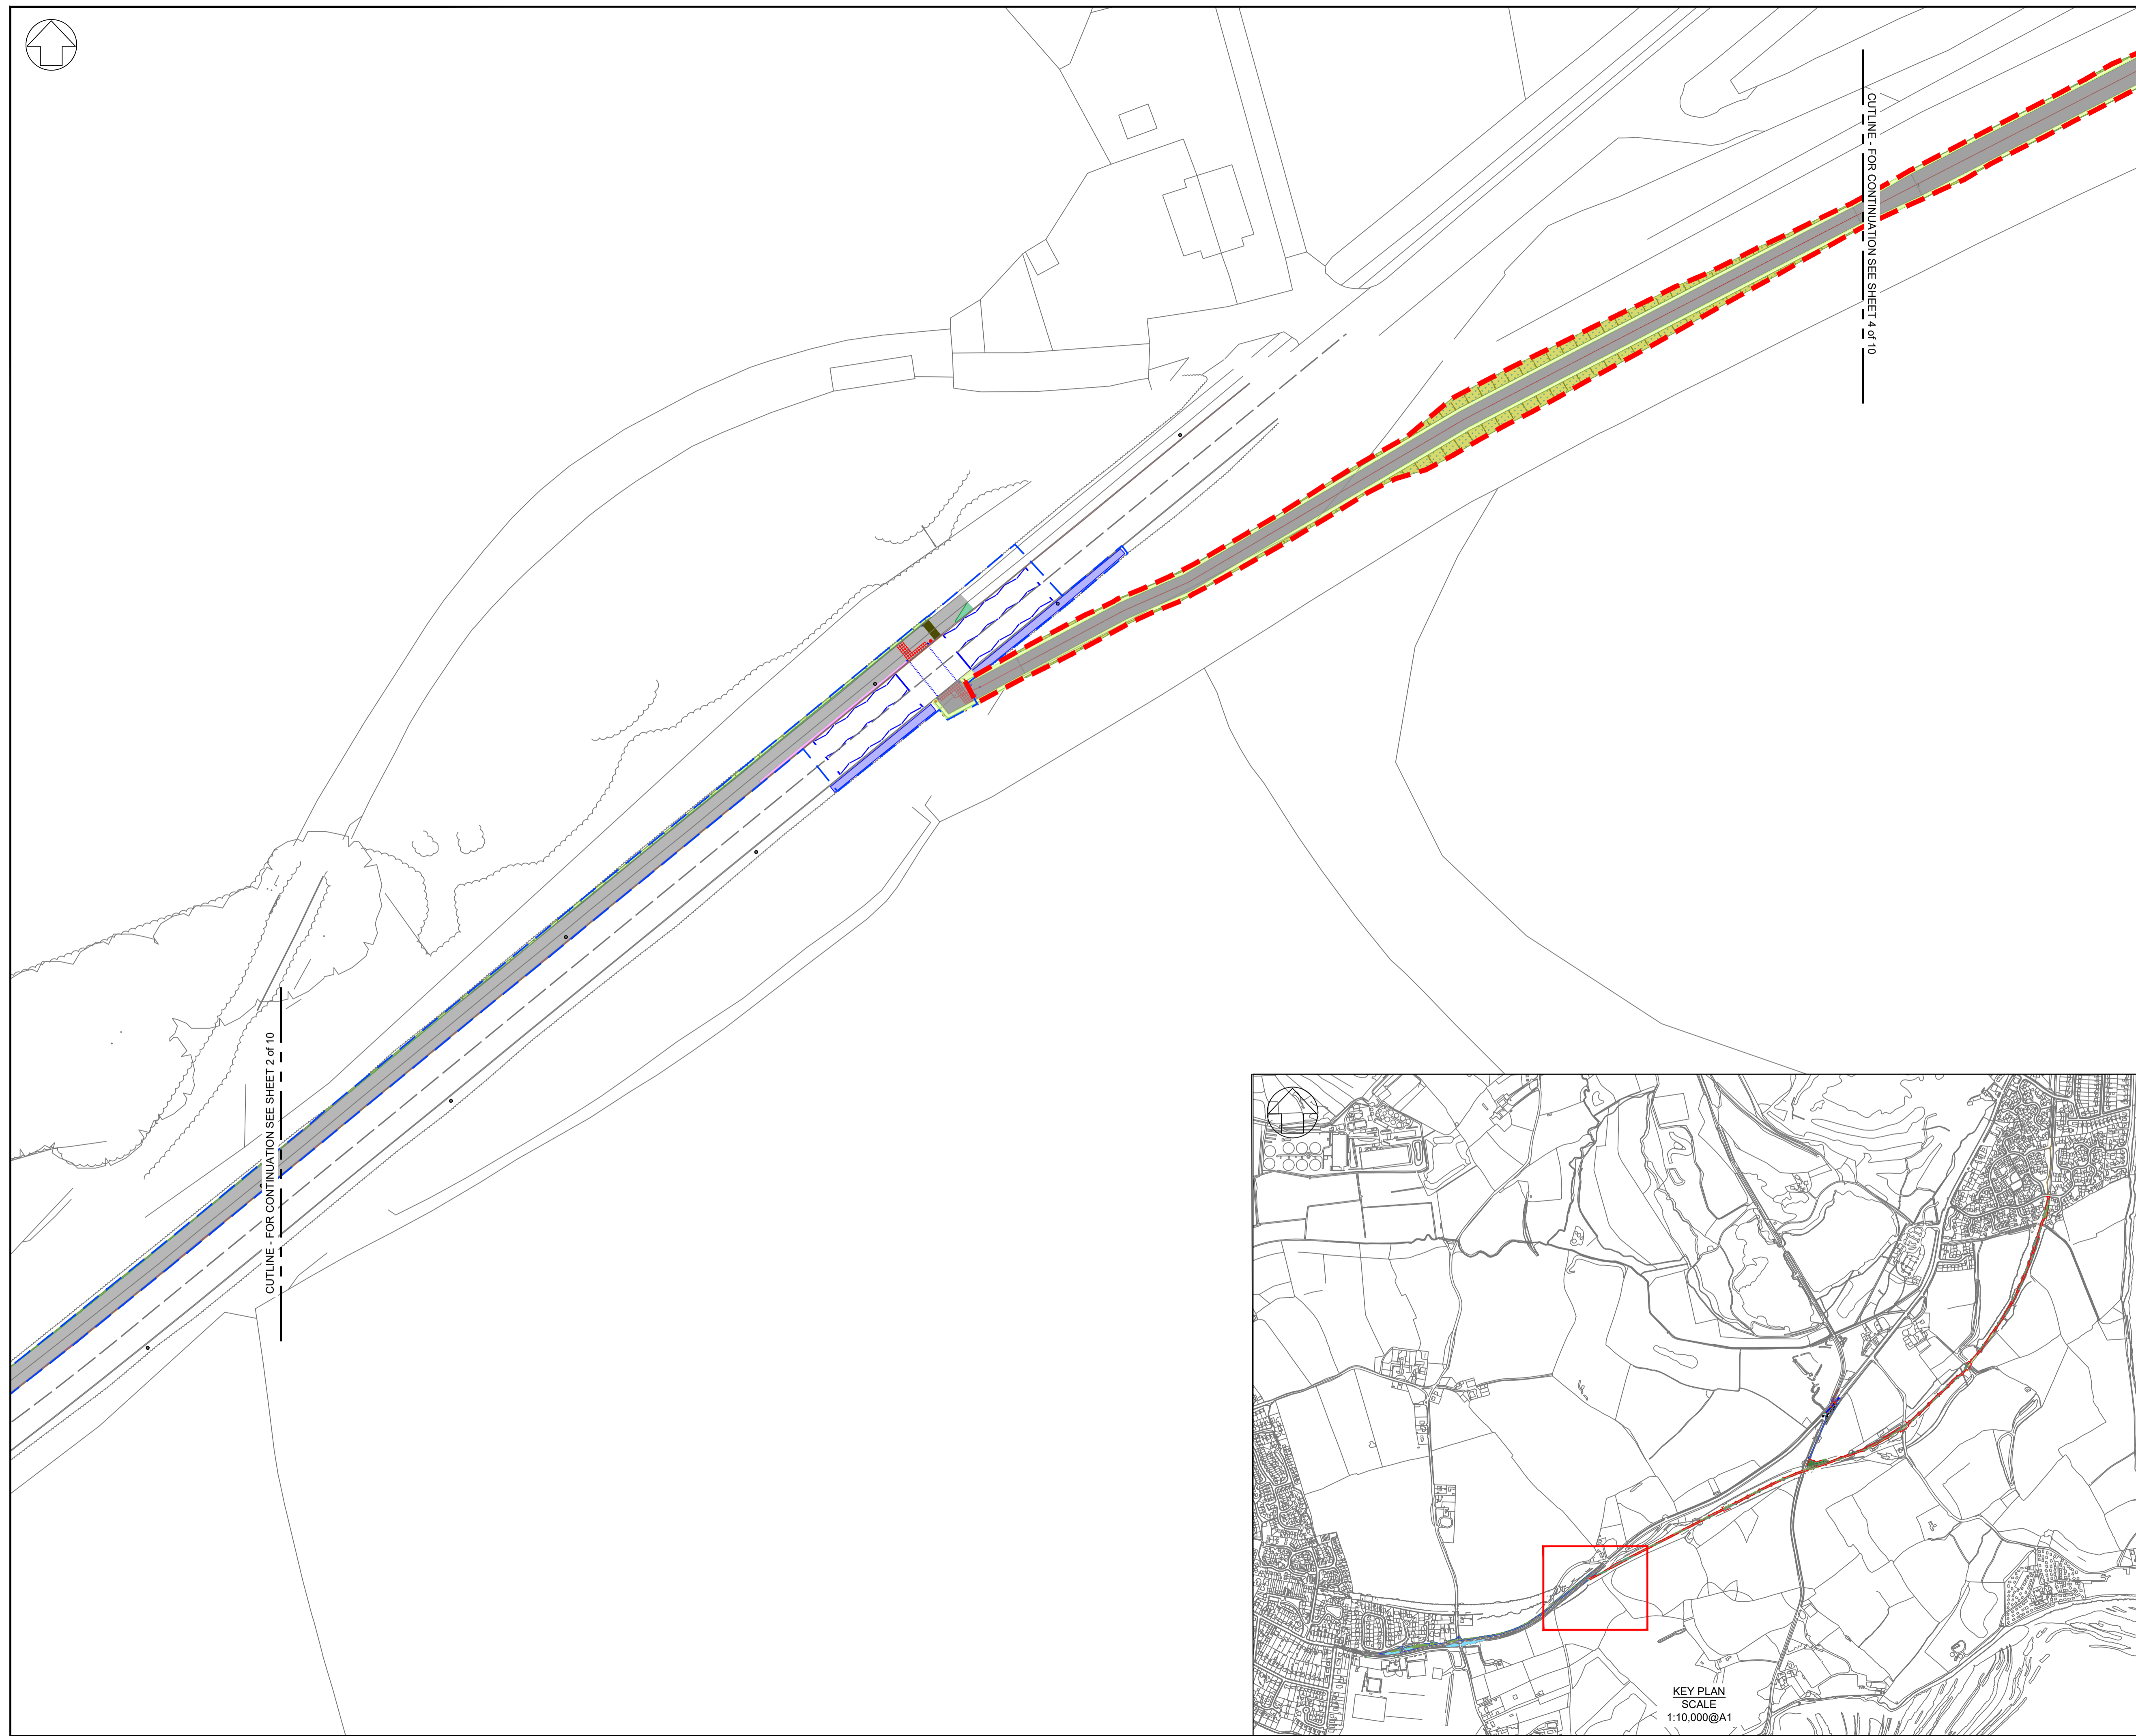 CUTLINE - FOR CONTINUATION SEE SHEET 4 of 10
CUTLINE - FOR CONTINUATION SEE SHEET 2 of 10
KEY PLAN
SCALE
1:10,000@A1